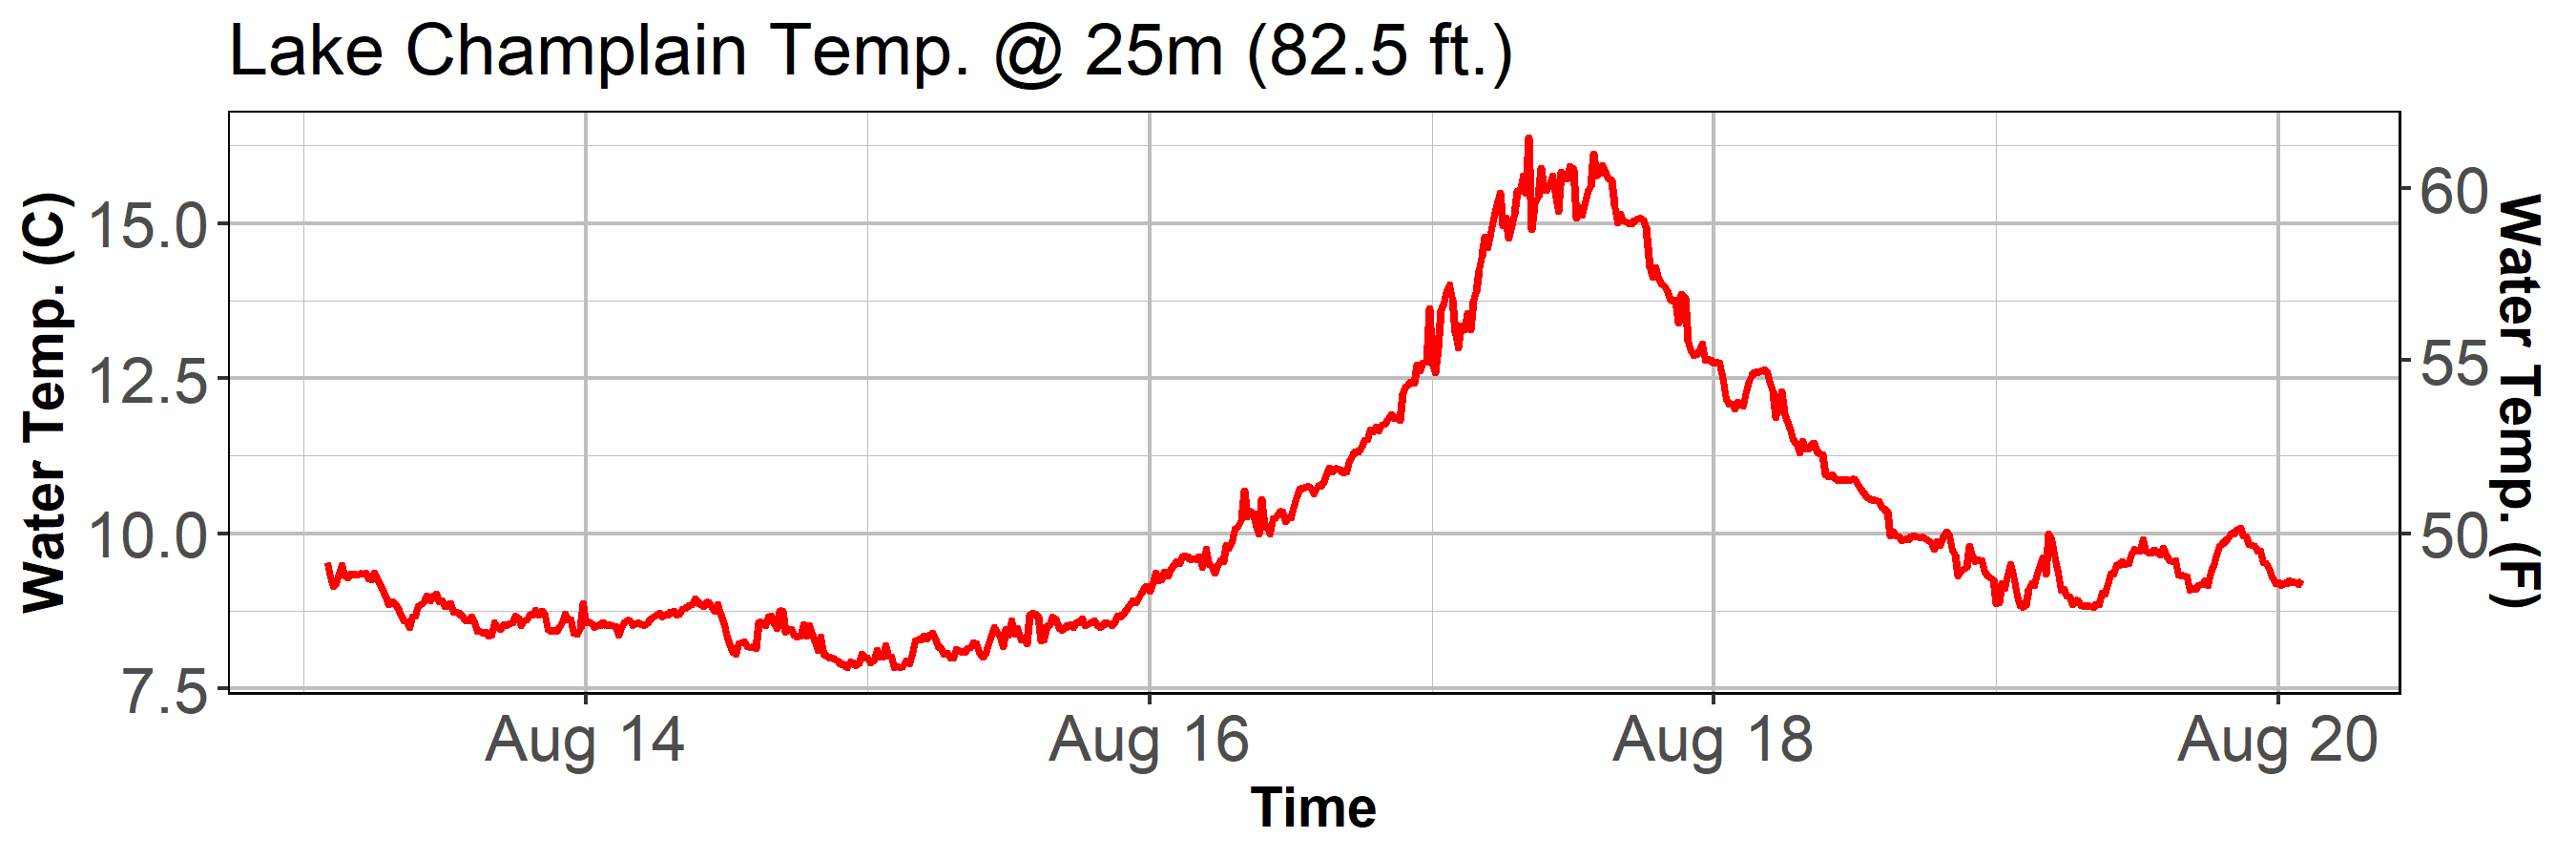 Lake Champlain Temp. @ 25m (82.5 ft.)
Water Temp. (C)
15.0
12.5
10.0
7.5
60
55
50
Water Temp. (F)
Aug 14
Aug 16
Aug 18
Aug 20
Time